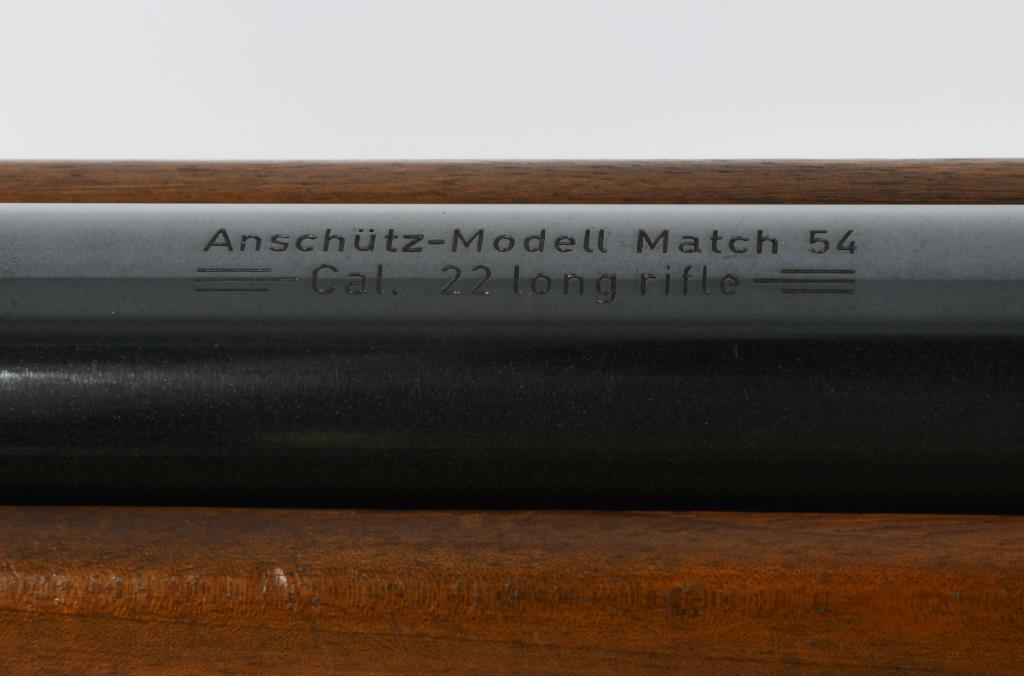 Anschütz-Modell Match 54
Cal. .22 long rifle